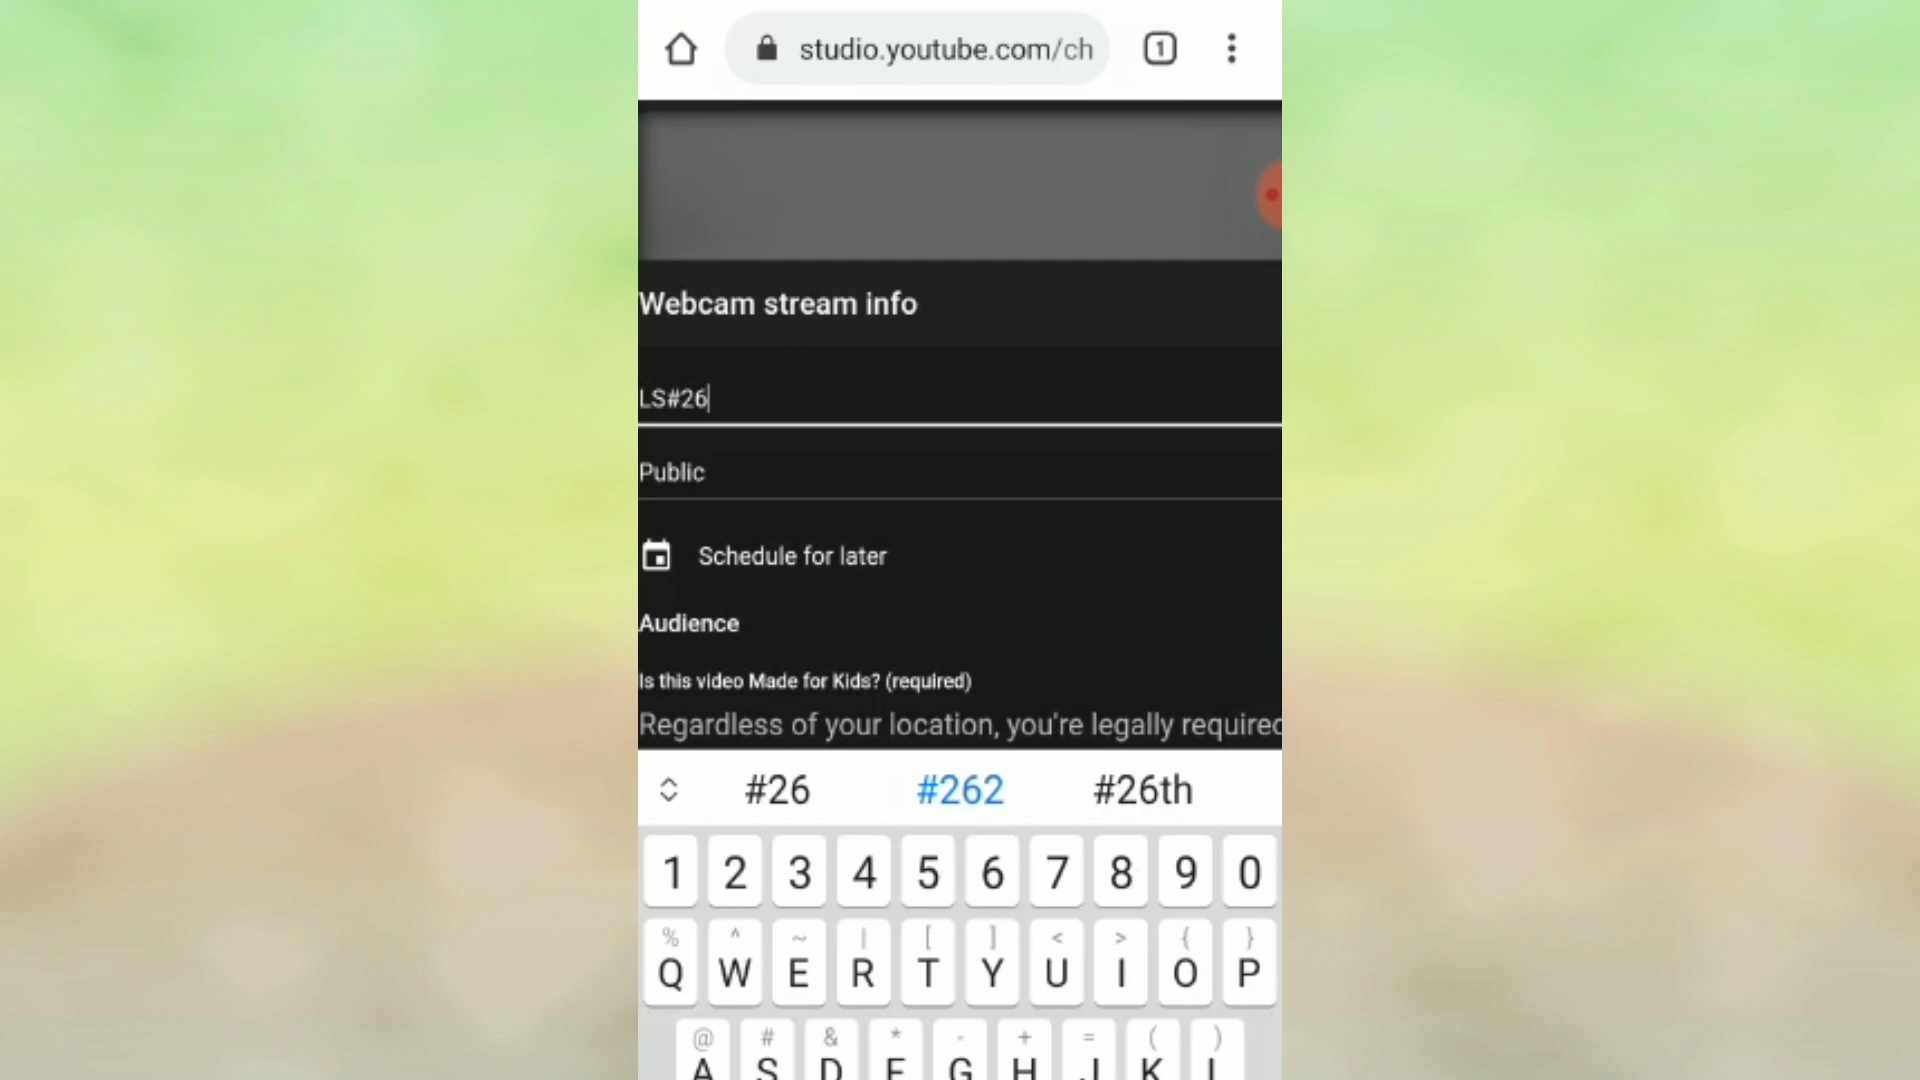 studio.youtube.com/ch
1
Webcam stream info
LS#26
Public
Schedule for later
Audience
Is this video Made for Kids? (required)
Regardless of your location, you're legally required
#26 #262 #26th
1 2 3 4 5 6 7 8 9 0
% ^ ~ | [ ] < > { }
Q W E R T Y U I O P
@ # & * - + = ( )
A S D F G H J K L